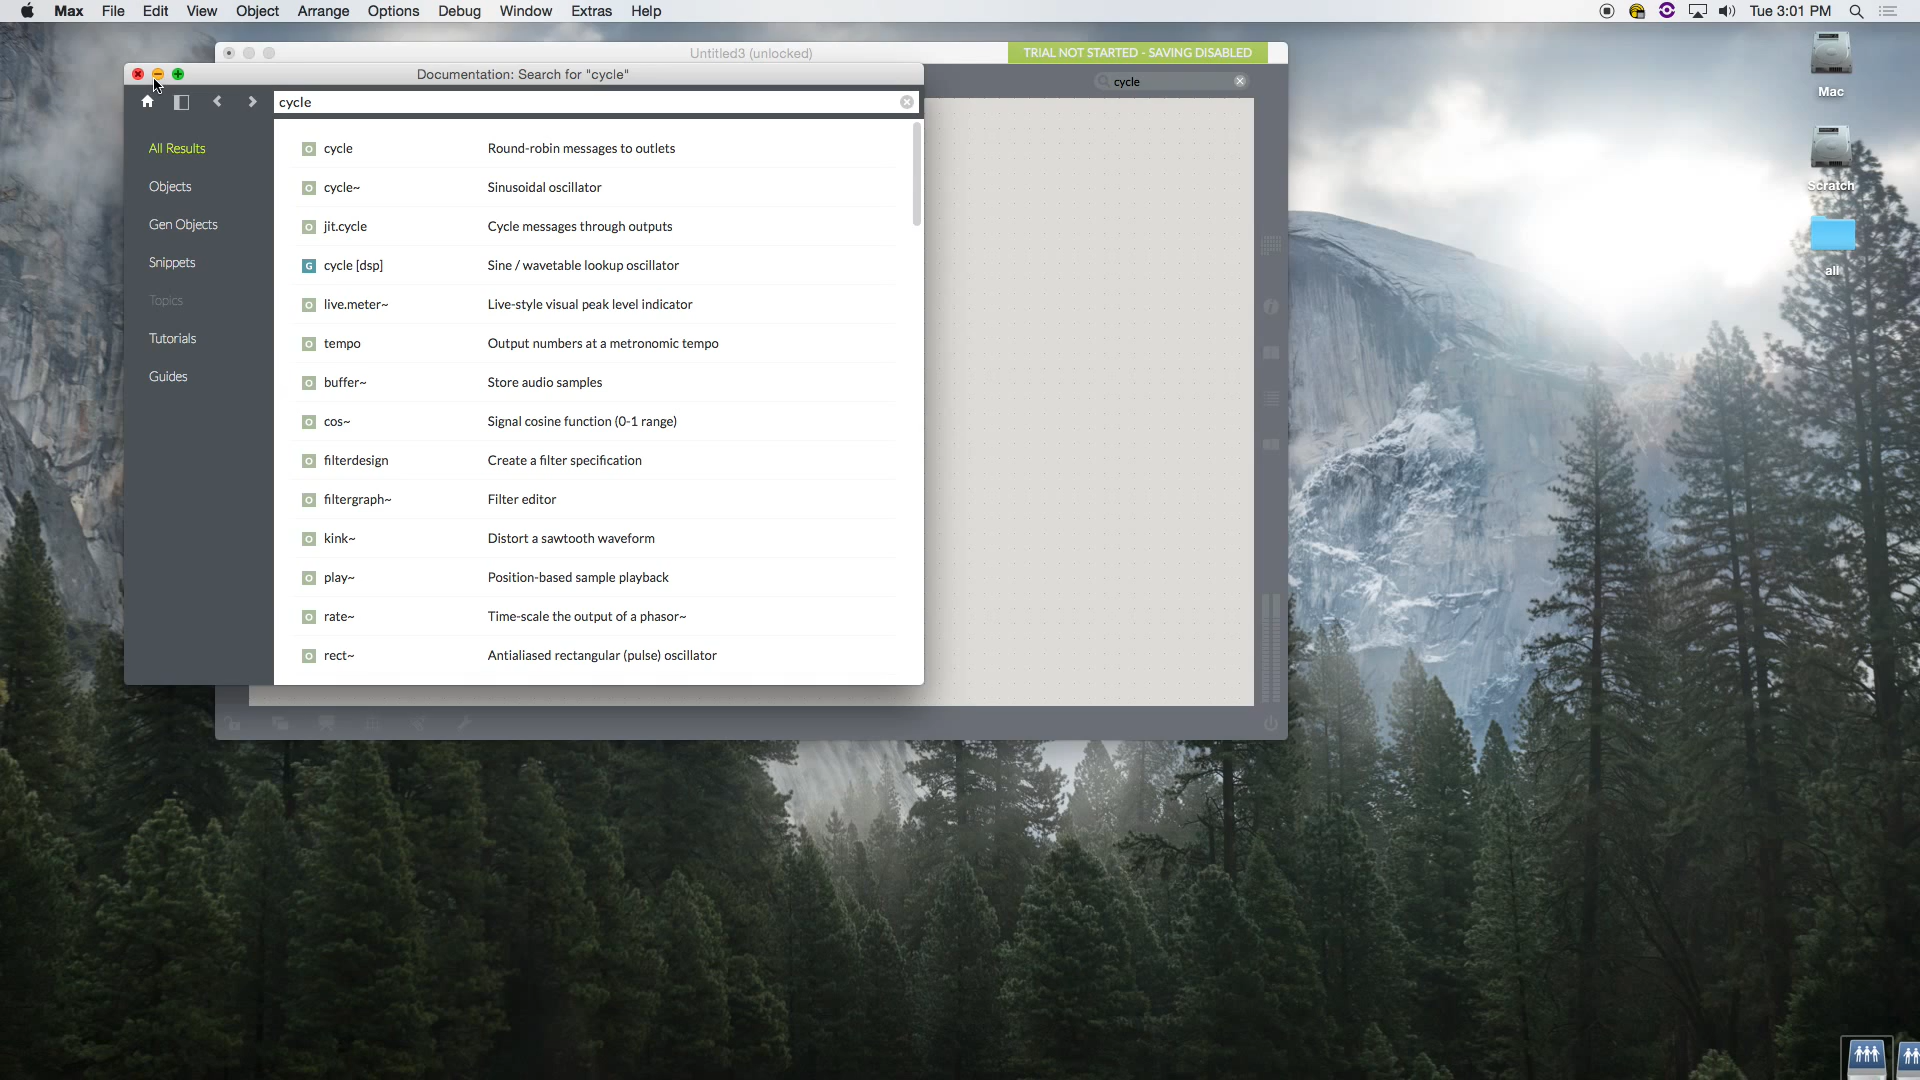 Max File Edit View Object Arrange Options Debug Window Extras Help Tue 3:01 PM
Untitled3 (unlocked) TRIAL NOT STARTED - SAVING DISABLED
Documentation: Search for "cycle"
cycle
cycle
All Results
Objects
Gen Objects
Snippets
Topics
Tutorials
Guides
O cycle Round-robin messages to outlets
O cycle~ Sinusoidal oscillator
O jit.cycle Cycle messages through outputs
G cycle [dsp] Sine / wavetable lookup oscillator
O live.meter~ Live-style visual peak level indicator
O tempo Output numbers at a metronomic tempo
O buffer~ Store audio samples
O cos~ Signal cosine function (0-1 range)
O filterdesign Create a filter specification
O filtergraph~ Filter editor
O kink~ Distort a sawtooth waveform
O play~ Position-based sample playback
O rate~ Time-scale the output of a phasor~
O rect~ Antialiased rectangular (pulse) oscillator
Mac
Scratch
all